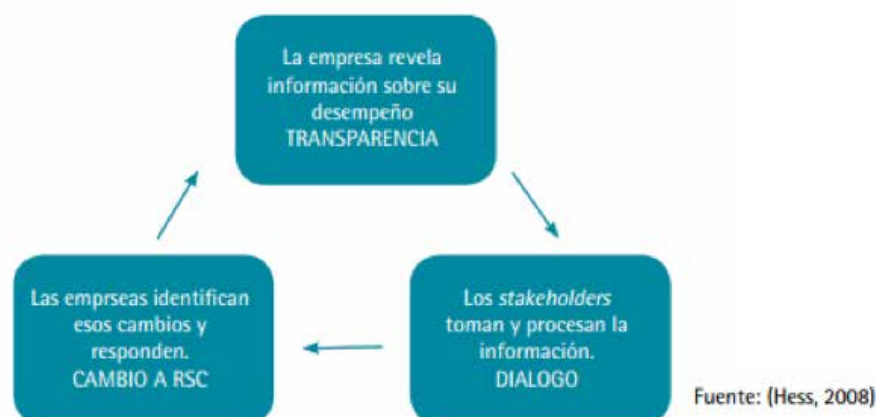 La empresa revela
información sobre su
desempeño
TRANSPARENCIA
Las emprseas identifican
esos cambios y
responden.
CAMBIO A RSC
Los stakeholders
toman y procesan la
información.
DIALOGO
Fuente: (Hess, 2008)